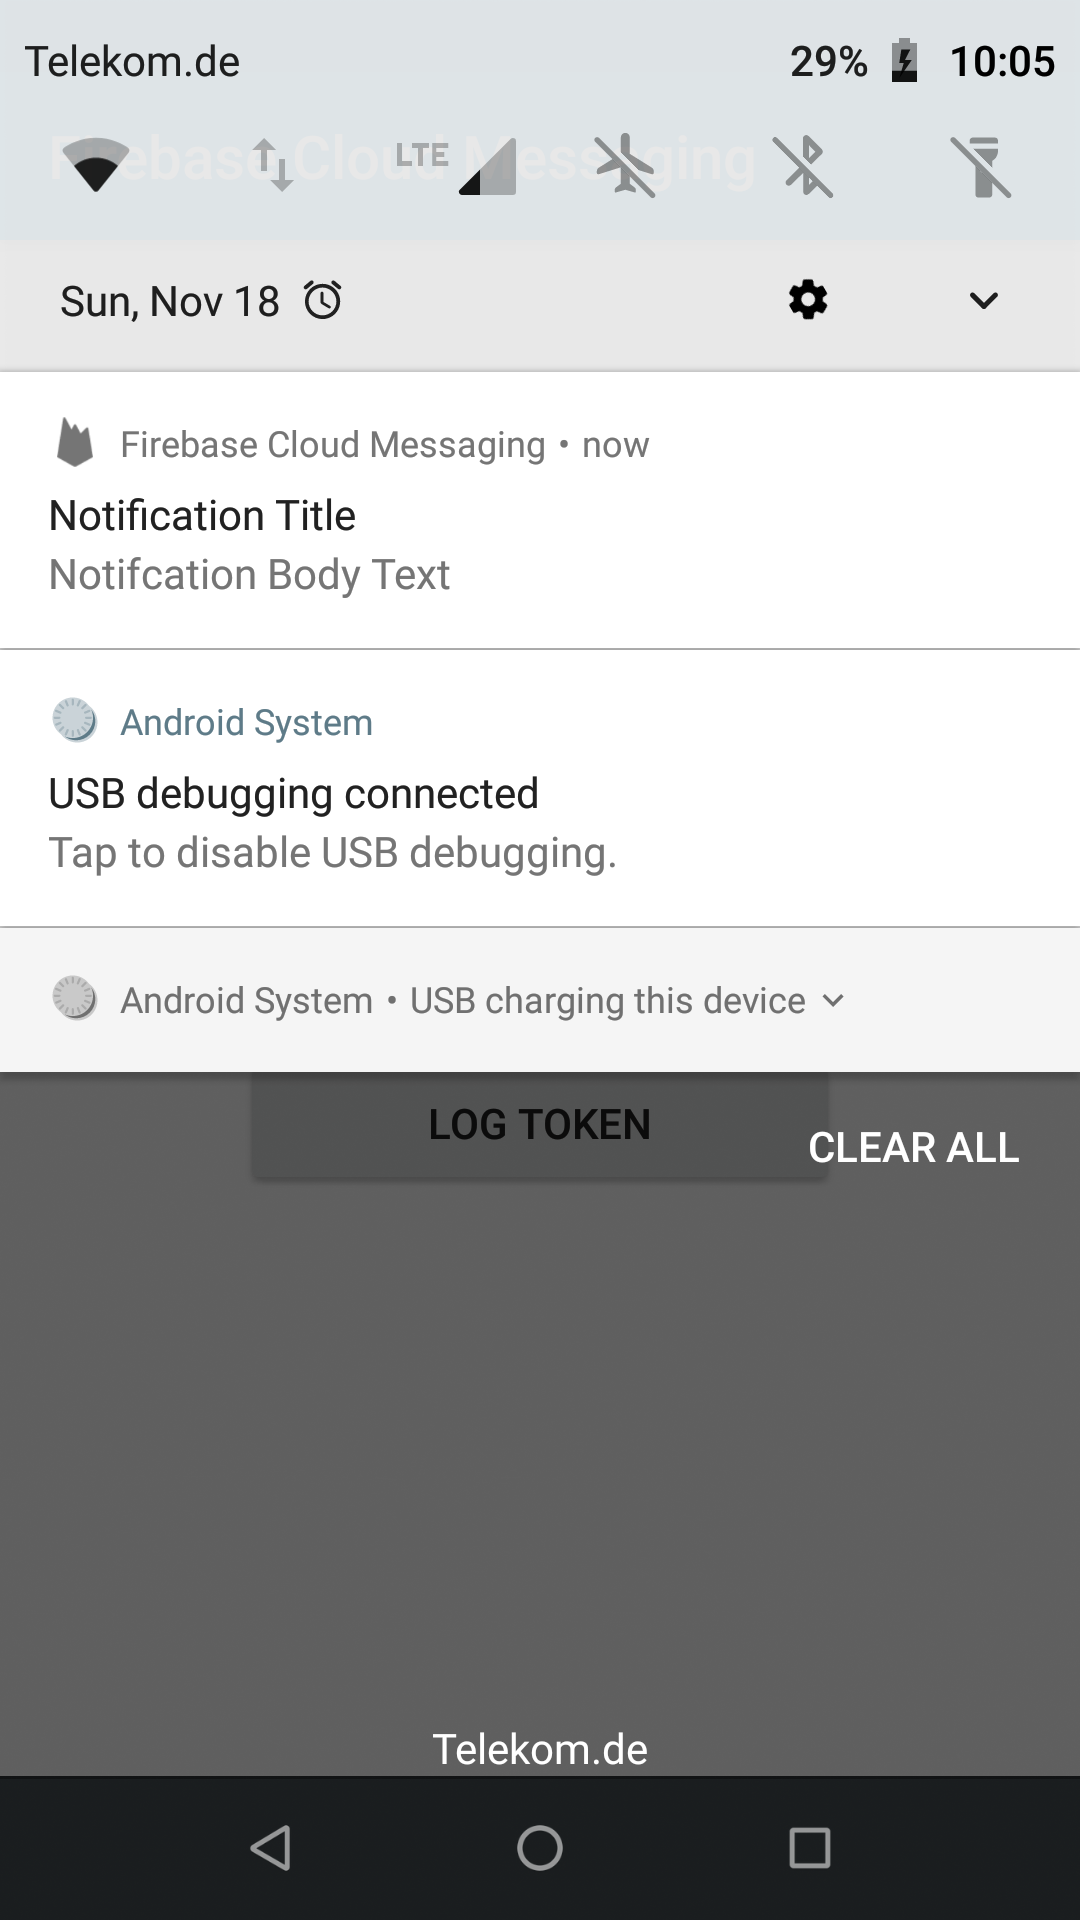 Telekom.de 29% 10:05
Firebase Cloud Messaging
LTE
Sun, Nov 18
Firebase Cloud Messaging • now
Notification Title
Notifcation Body Text
Android System
USB debugging connected
Tap to disable USB debugging.
Android System • USB charging this device
LOG TOKEN
CLEAR ALL
Telekom.de